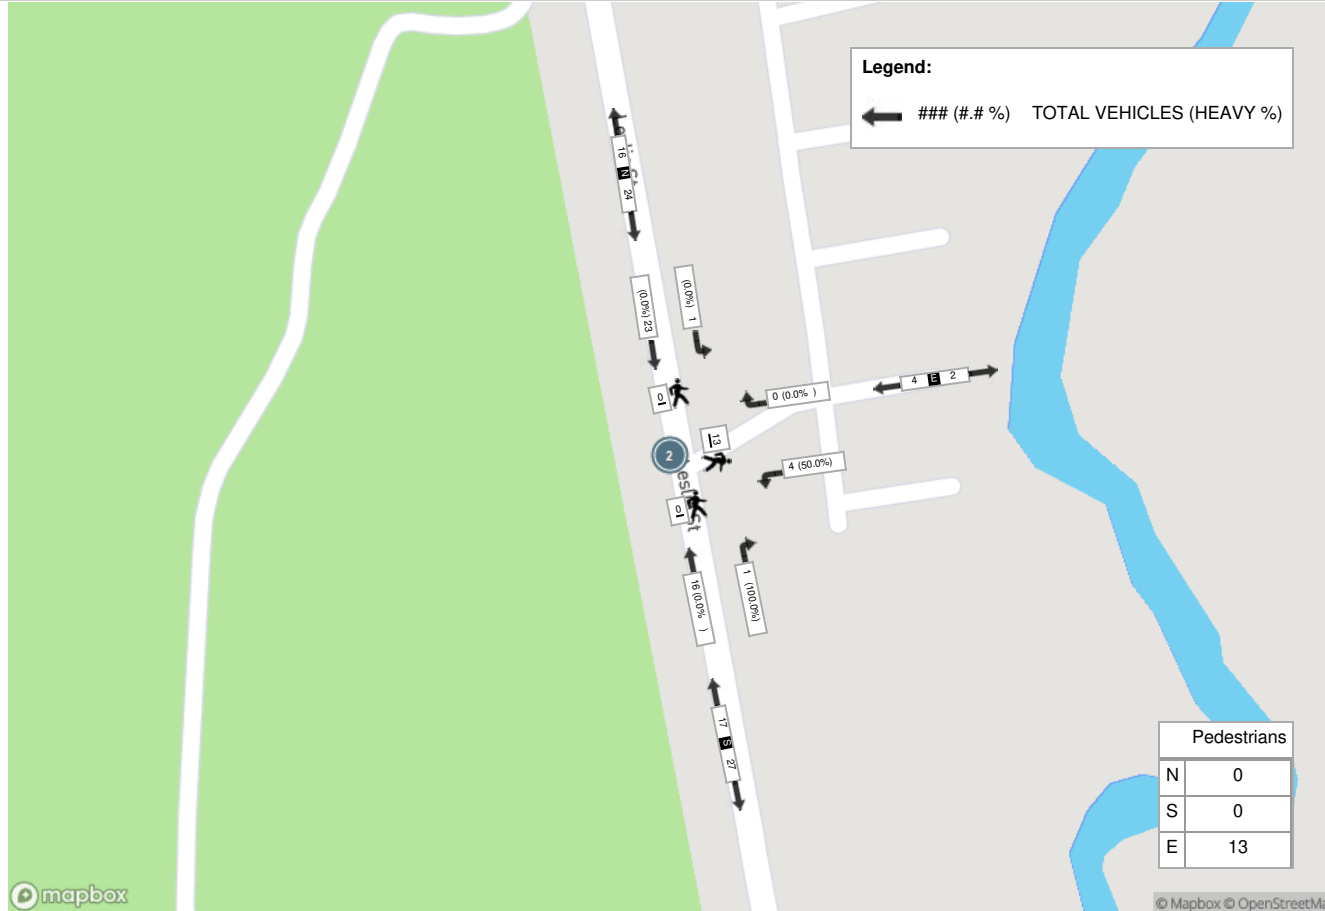 Legend:
### (#.# %) TOTAL VEHICLES (HEAVY %)
16 N 24
(0.0%) 23
(0.0%) 1
0
0 (0.0% )
4 E 2
13
2
4 (50.0%)
0
16 (0.0% )
1 (100.0%)
17 S 27
Pedestrians
N 0
S 0
E 13
mapbox
© Mapbox © OpenStreetMa